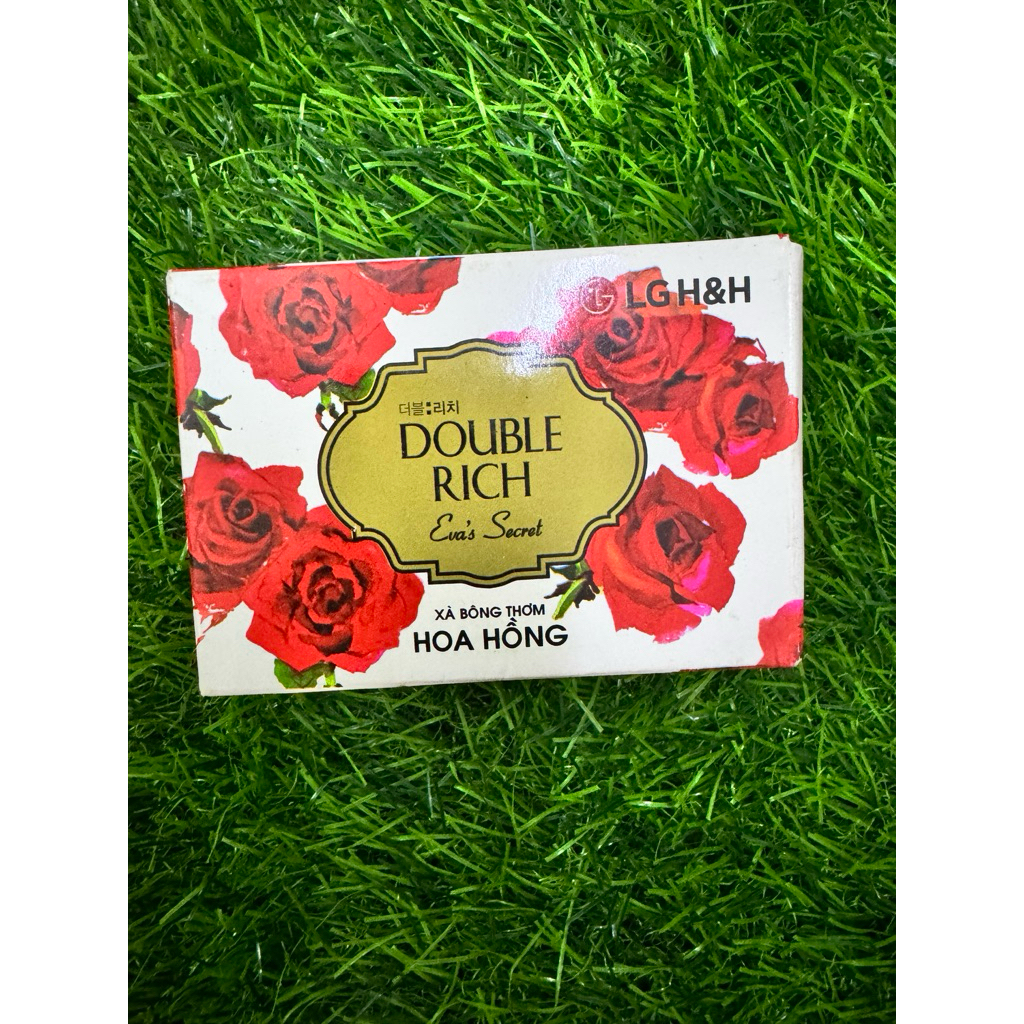 LG H&H
더블:리치
DOUBLE
RICH
Eva's Secret
XÀ BÔNG THƠM
HOA HỒNG